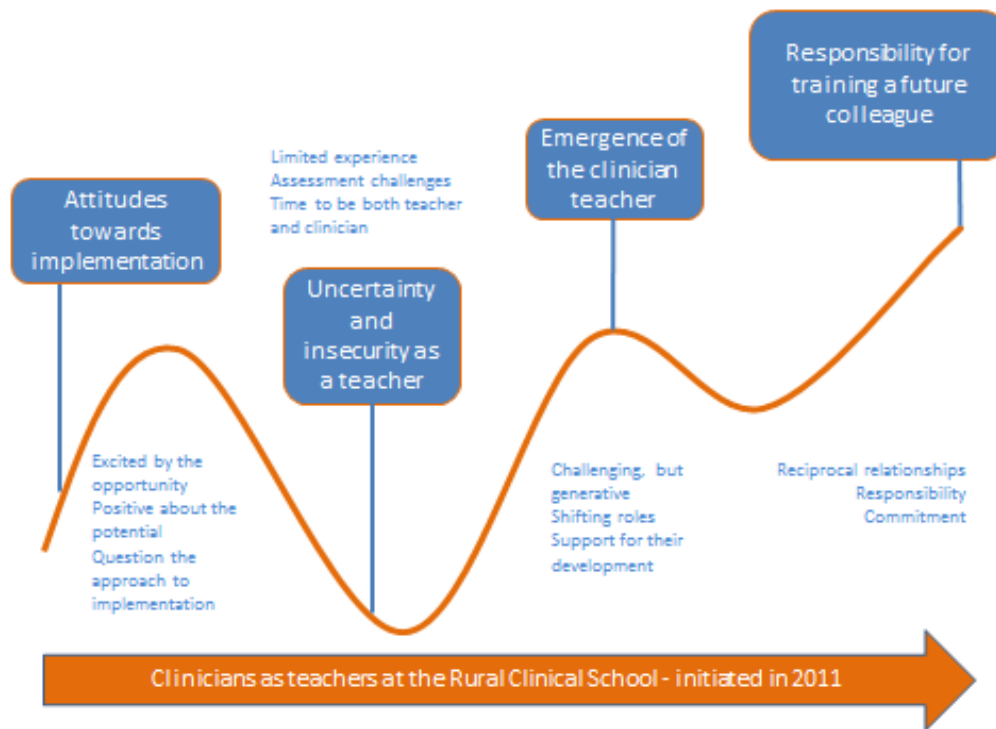 Attitudes
towards
implementation
Excited by the
opportunity
Positive about the
potential
Question the
approach to
implementation
Limited experience
Assessment challenges
Time to be both teacher
and clinician
Uncertainty
and
insecurity as
a teacher
Emergence of
the clinician
teacher
Challenging, but
generative
Shifting roles
Support for their
development
Responsibility for
training a future
colleague
Reciprocal relationships
Responsibility
Commitment
Clinicians as teachers at the Rural Clinical School - initiated in 2011